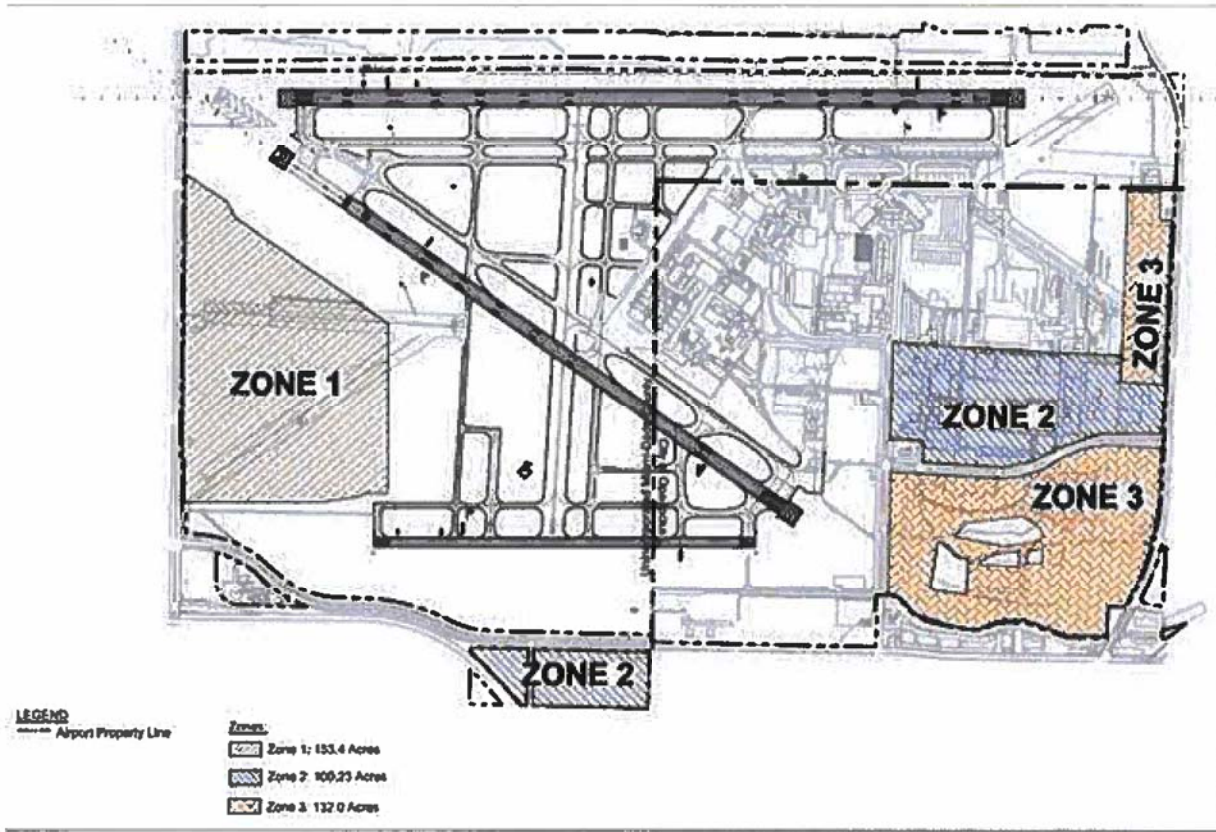 ZONE 1
ZONE 3
ZONE 2
ZONE 3
ZONE 2
LEGEND
Airport Property Line
Zones:
Zone 1: 153.4 Acres
Zone 2: 100.23 Acres
Zone 3: 132.0 Acres